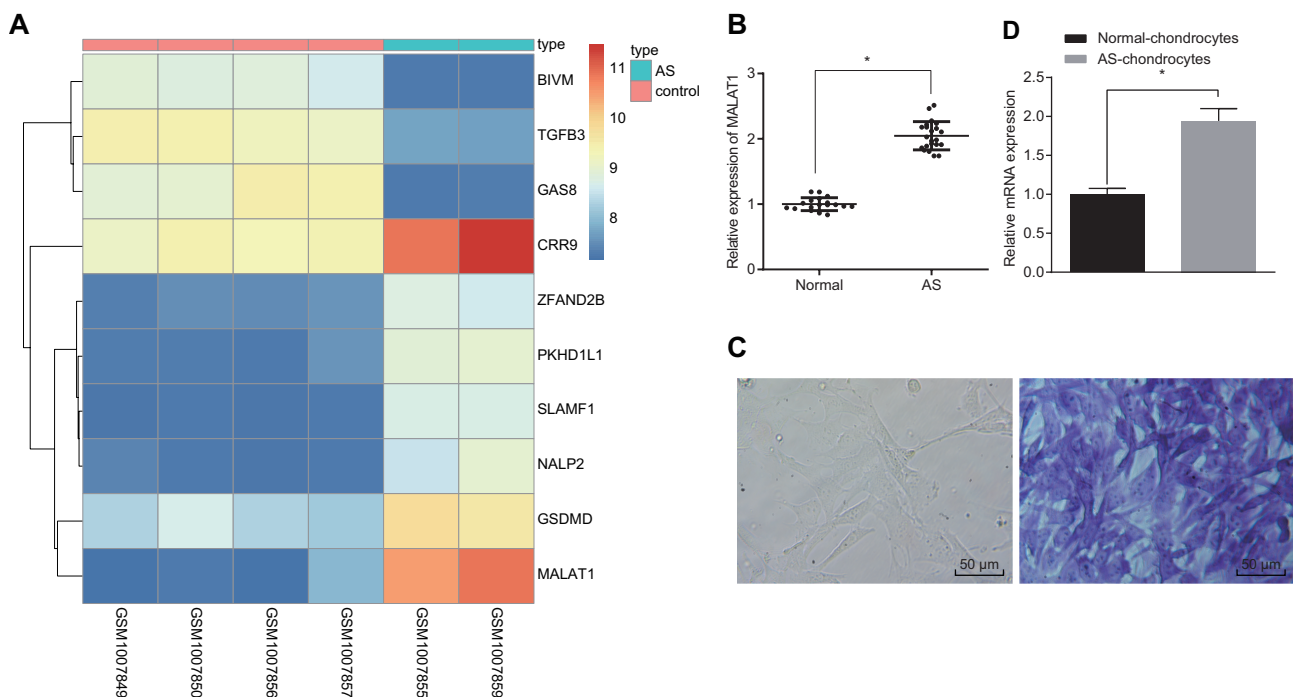 A
type
BIVM
TGFB3
GAS8
CRR9
ZFAND2B
PKHD1L1
SLAMF1
NALP2
GSDMD
MALAT1
GSM1007849
GSM1007850
GSM1007856
GSM1007857
GSM1007855
GSM1007859
11
10
9
8
type
AS
control
B
Relative expression of MALAT1
3
2
1
0
*
Normal
AS
D
Normal-chondrocytes
AS-chondrocytes
*
Relative mRNA expression
2.5
2.0
1.5
1.0
0.5
0.0
C
50 µm
50 µm